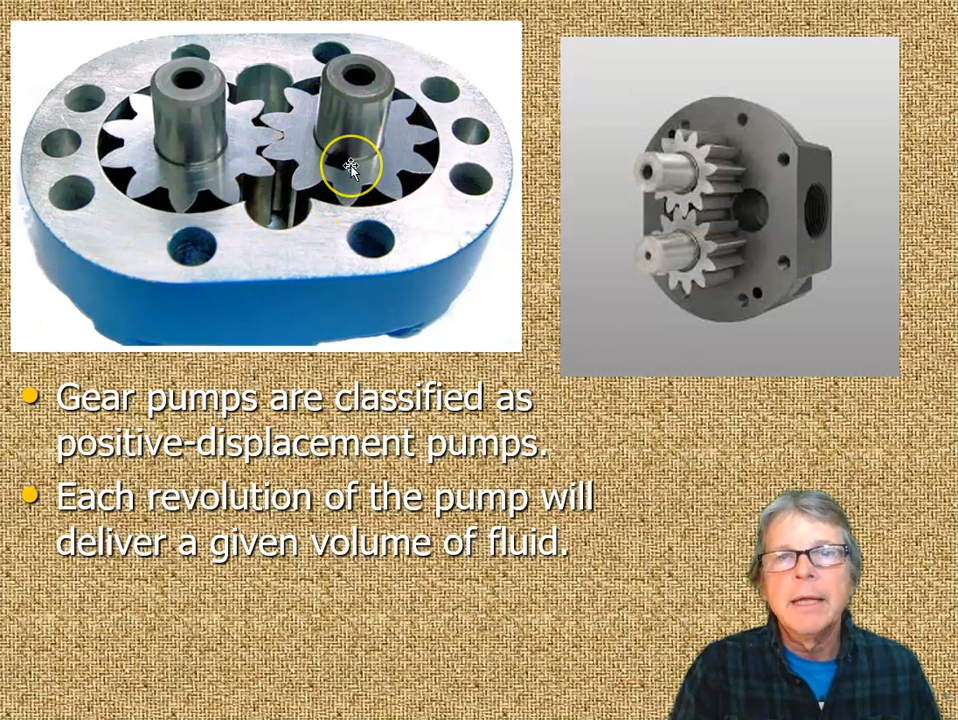 Gear pumps are classified as
positive-displacement pumps.
Each revolution of the pump will
deliver a given volume of fluid.